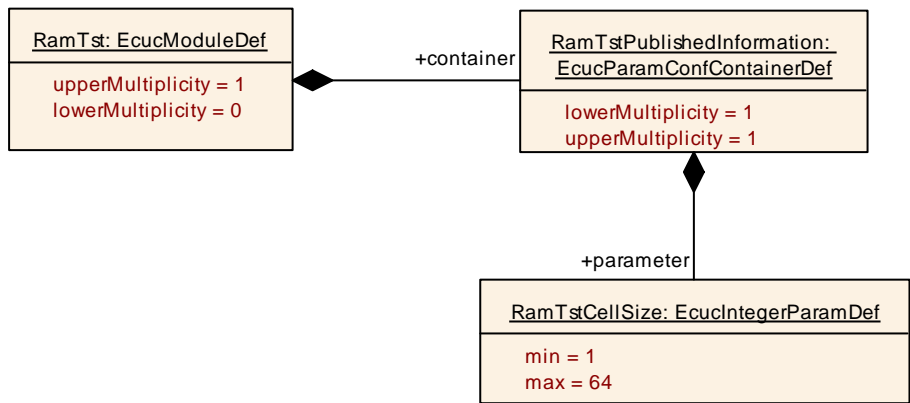 RamTst: EcucModuleDef
upperMultiplicity = 1
lowerMultiplicity = 0
+container
RamTstPublishedInformation:
EcucParamConfContainerDef
lowerMultiplicity = 1
upperMultiplicity = 1
+parameter
RamTstCellSize: EcucIntegerParamDef
min = 1
max = 64